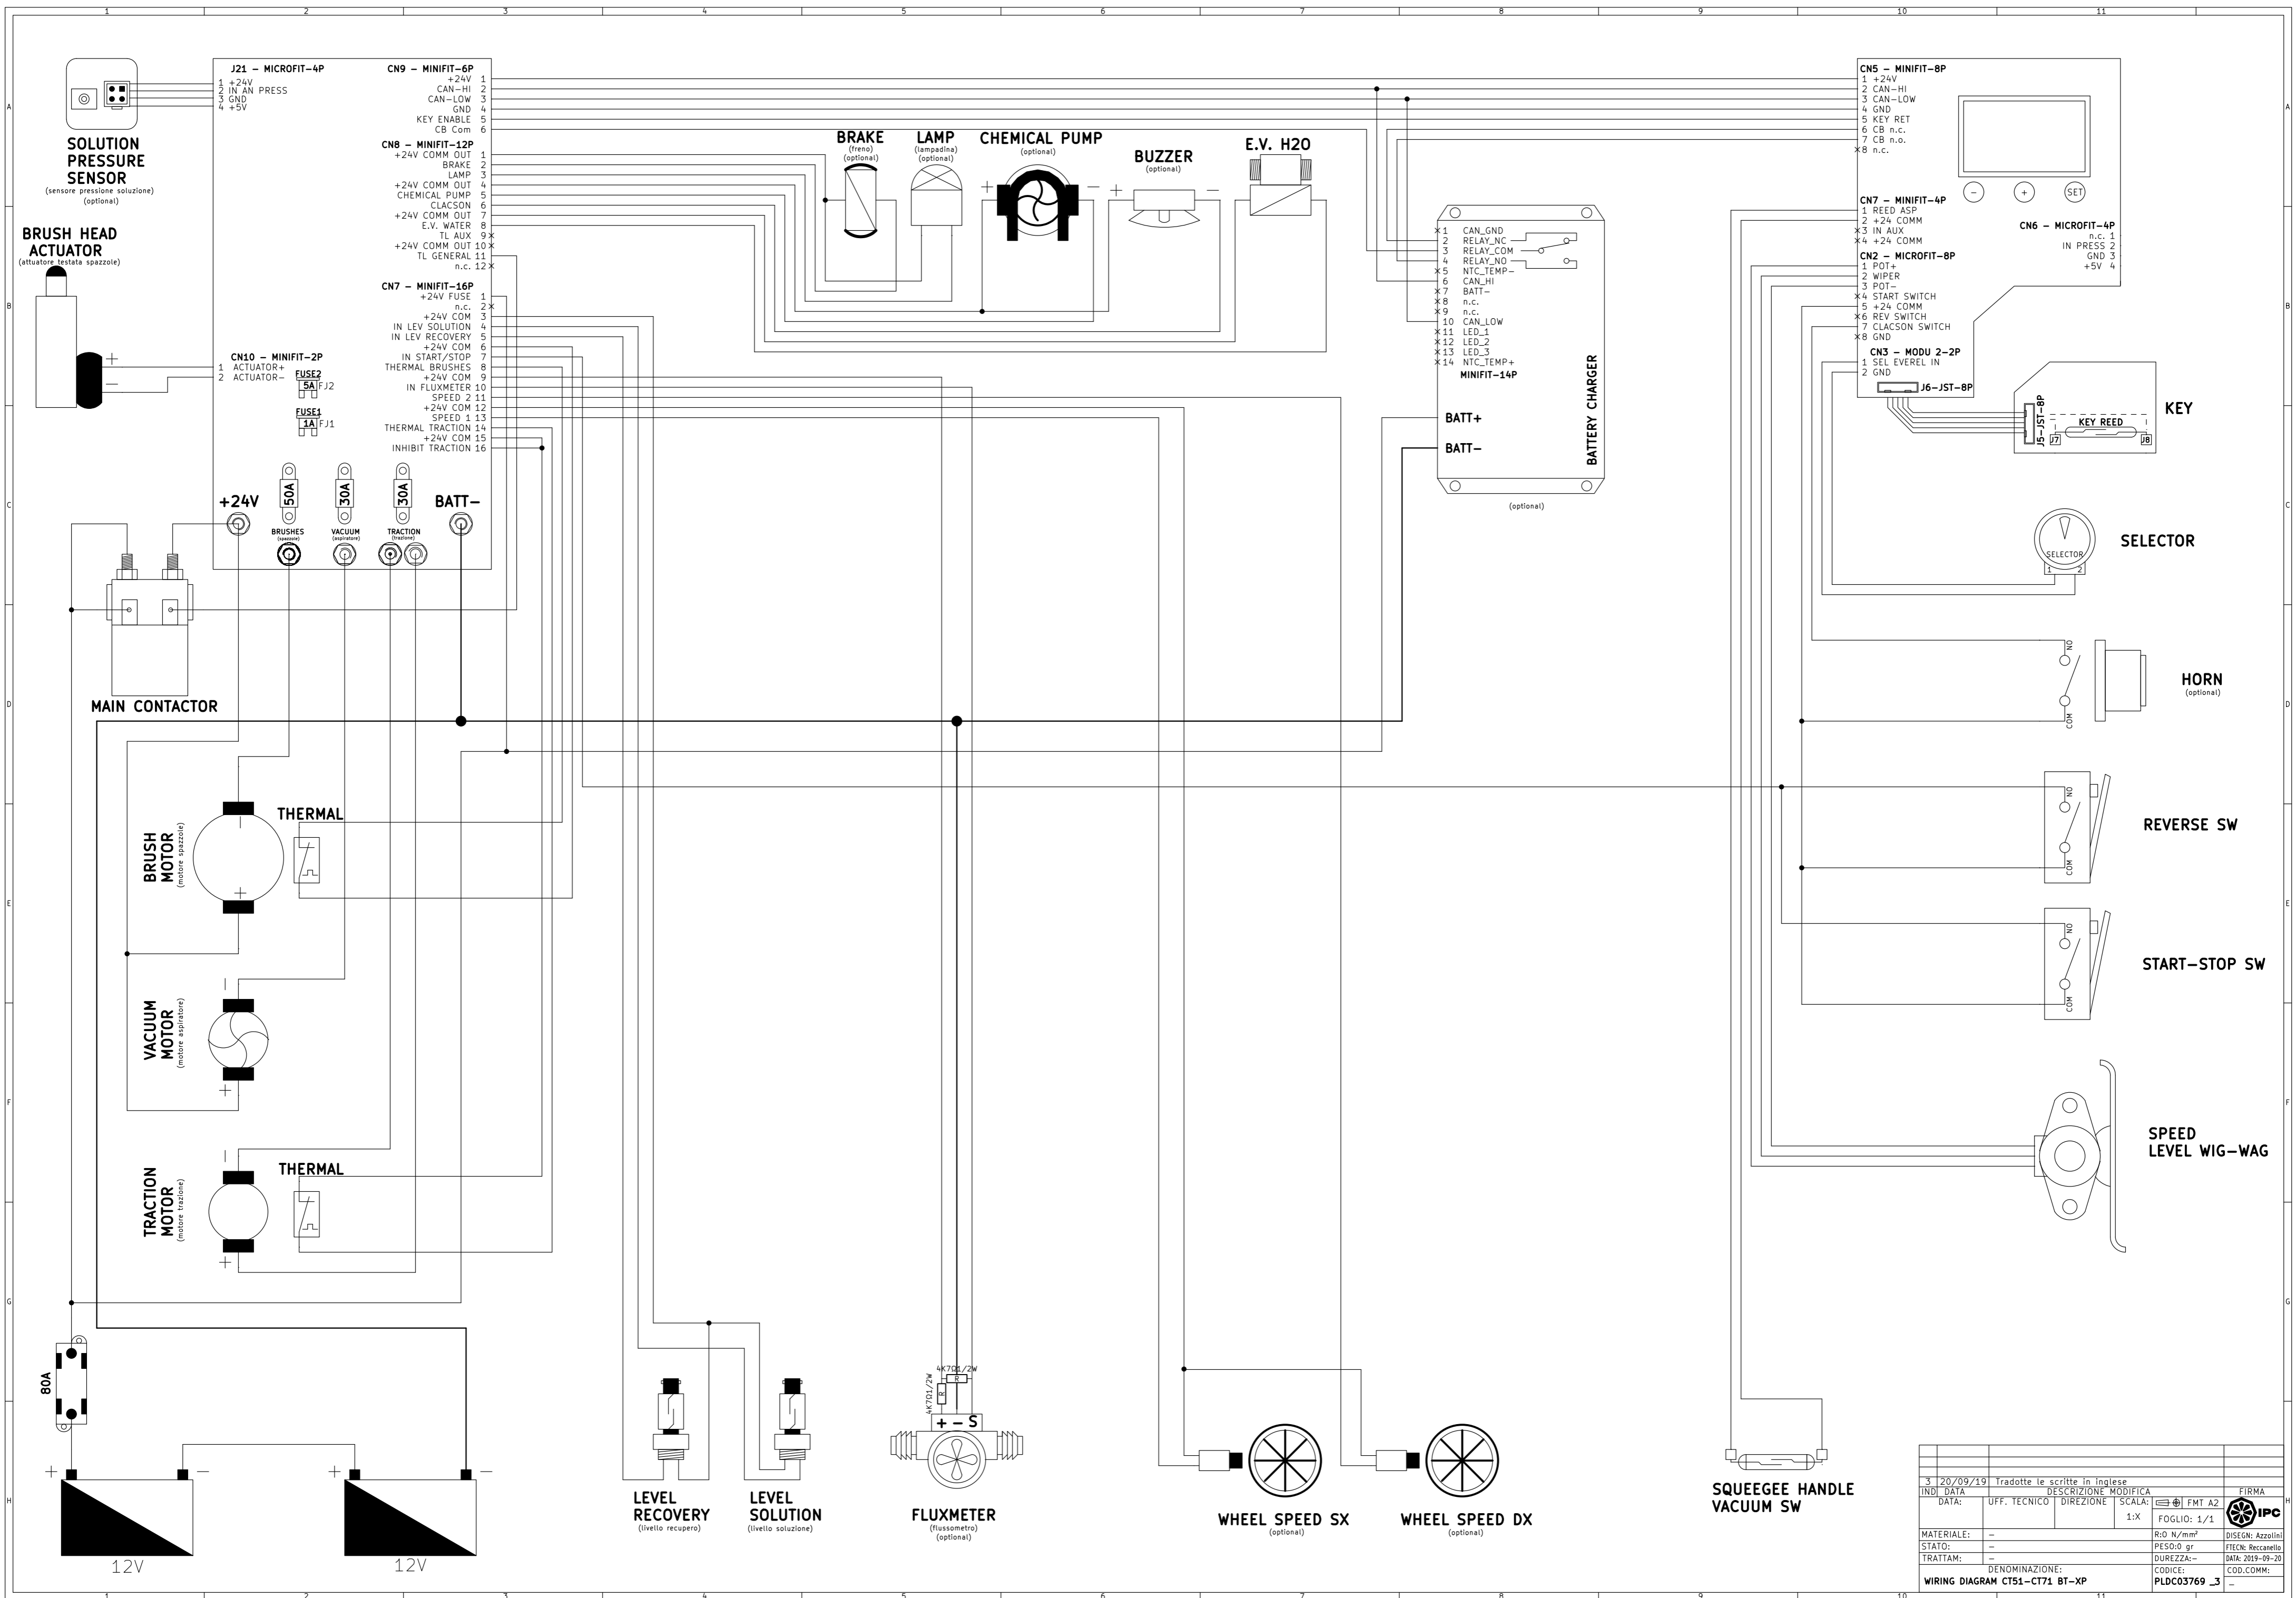 1 2 3 4 5 6 7 8 9 10 11
A
B
C
D
E
F
G
H
SOLUTION
PRESSURE
SENSOR
(sensore pressione soluzione)
(optional)
BRUSH HEAD
ACTUATOR
(attuatore testata spazzole)
+
−
J21 − MICROFIT−4P
1 +24V
2 IN AN PRESS
3 GND
4 +5V
CN9 − MINIFIT−6P
+24V 1
CAN−HI 2
CAN−LOW 3
GND 4
KEY ENABLE 5
CB Com 6
CN8 − MINIFIT−12P
+24V COMM OUT 1
BRAKE 2
LAMP 3
+24V COMM OUT 4
CHEMICAL PUMP 5
CLACSON 6
+24V COMM OUT 7
E.V. WATER 8
TL AUX 9
+24V COMM OUT 10
TL GENERAL 11
n.c. 12
CN7 − MINIFIT−16P
+24V FUSE 1
n.c. 2
+24V COM 3
IN LEV SOLUTION 4
IN LEV RECOVERY 5
+24V COM 6
IN START/STOP 7
THERMAL BRUSHES 8
+24V COM 9
IN FLUXMETER 10
SPEED 2 11
+24V COM 12
SPEED 1 13
THERMAL TRACTION 14
+24V COM 15
INHIBIT TRACTION 16
CN10 − MINIFIT−2P
1 ACTUATOR+
2 ACTUATOR−
FUSE2
5A FJ2
FUSE1
1A FJ1
+24V
50A
30A
30A
BATT−
BRUSHES
(spazzole)
VACUUM
(aspiratore)
TRACTION
(trazione)
MAIN CONTACTOR
BRAKE
(freno)
(optional)
LAMP
(lampadina)
(optional)
CHEMICAL PUMP
(optional)
+ −
BUZZER
(optional)
+ −
E.V. H2O
1 CAN_GND
2 RELAY_NC
3 RELAY_COM
4 RELAY_NO
5 NTC_TEMP−
6 CAN_HI
7 BATT−
8 n.c.
9 n.c.
10 CAN_LOW
11 LED_1
12 LED_2
13 LED_3
14 NTC_TEMP+
MINIFIT−14P
BATT+
BATT−
BATTERY CHARGER
(optional)
CN5 − MINIFIT−8P
1 +24V
2 CAN−HI
3 CAN−LOW
4 GND
5 KEY RET
6 CB n.c.
7 CB n.o.
8 n.c.
− + SET
CN7 − MINIFIT−4P
1 REED ASP
2 +24 COMM
3 IN AUX
4 +24 COMM
CN6 − MICROFIT−4P
n.c. 1
IN PRESS 2
GND 3
+5V 4
CN2 − MICROFIT−8P
1 POT+
2 WIPER
3 POT−
4 START SWITCH
5 +24 COMM
6 REV SWITCH
7 CLACSON SWITCH
8 GND
CN3 − MODU 2−2P
1 SEL EVEREL IN
2 GND
J6−JST−8P
J5−JST−8P
KEY REED
J7
J8
KEY
SELECTOR
1 2
SELECTOR
NO
COM
HORN
(optional)
NO
COM
REVERSE SW
NO
COM
START−STOP SW
SPEED
LEVEL WIG−WAG
BRUSH
MOTOR
(motore spazzole)
−
+
THERMAL
VACUUM
MOTOR
(motore aspiratore)
−
+
TRACTION
MOTOR
(motore trazione)
−
+
THERMAL
80A
+ −
12V
+ −
12V
LEVEL
RECOVERY
(livello recupero)
LEVEL
SOLUTION
(livello soluzione)
4K7Ω1/2W
R
4K7Ω1/2W
R
+ − S
FLUXMETER
(flussometro)
(optional)
WHEEL SPEED SX
(optional)
WHEEL SPEED DX
(optional)
SQUEEGEE HANDLE
VACUUM SW
3 20/09/19 Tradotte le scritte in inglese
IND DATA DESCRIZIONE MODIFICA FIRMA
DATA: UFF. TECNICO DIREZIONE SCALA: FMT A2
1:X FOGLIO: 1/1
IPC
MATERIALE: − R:0 N/mm² DISEGN: Azzolini
STATO: − PESO:0 gr FTECN: Reccanello
TRATTAM: − DUREZZA:− DATA: 2019−09−20
DENOMINAZIONE: CODICE: COD.COMM:
WIRING DIAGRAM CT51−CT71 BT−XP PLDC03769 _3 −